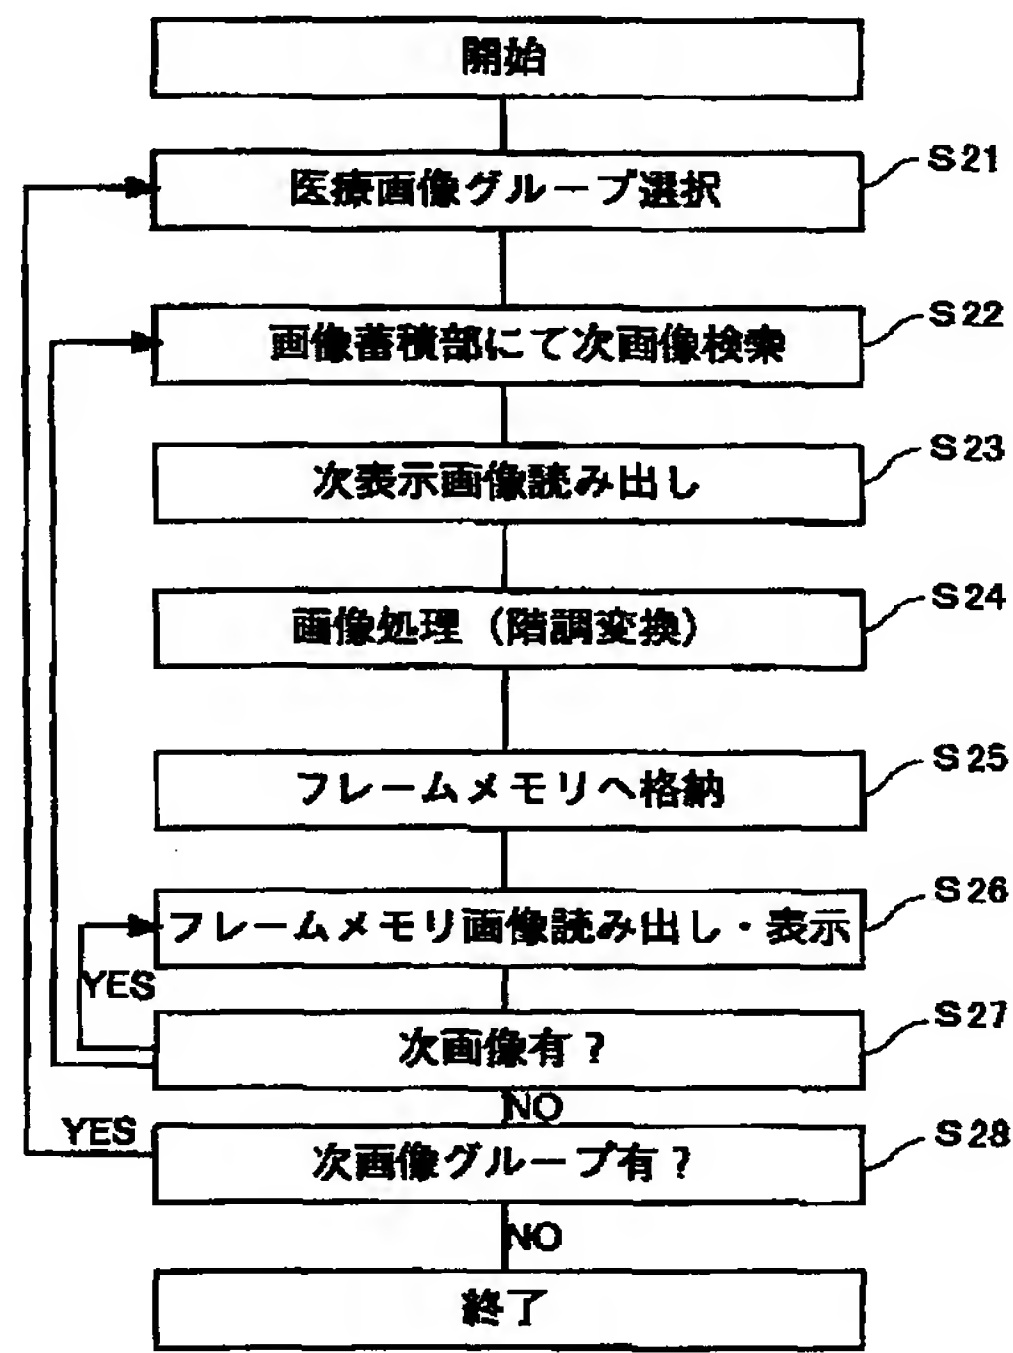 開始
S21
医療画像グループ選択
S22
画像蓄積部にて次画像検索
S23
次表示画像読み出し
S24
画像処理（階調変換）
S25
フレームメモリへ格納
S26
フレームメモリ画像読み出し・表示
YES
S27
次画像有？
NO
YES
S28
次画像グループ有？
NO
終了